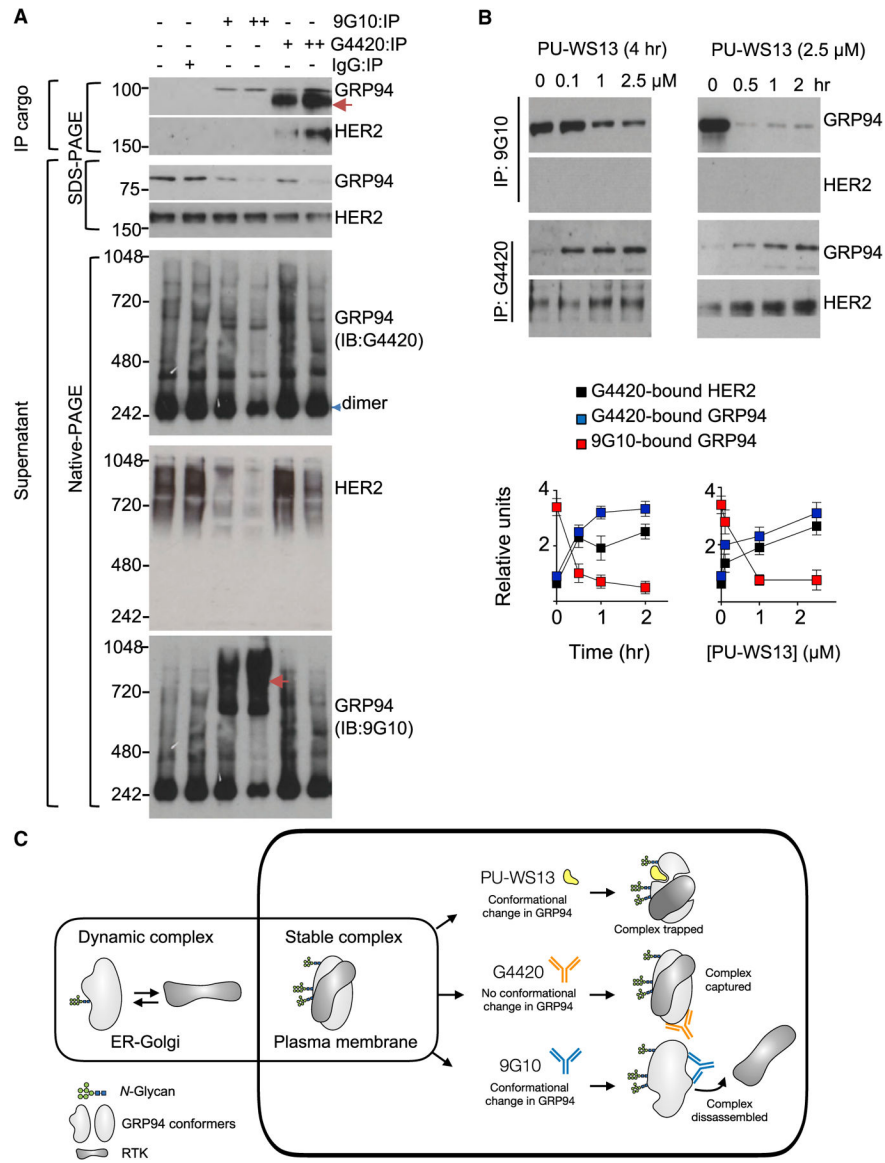 A
- - + ++ - - 9G10:IP
- - - - + ++ G4420:IP
- + - - - - IgG:IP
IP cargo
SDS-PAGE
100
GRP94
150
HER2
Supernatant
SDS-PAGE
75
GRP94
150
HER2
Native-PAGE
1048
720
480
242
GRP94
(IB:G4420)
dimer
1048
720
480
242
HER2
1048
720
480
242
GRP94
(IB:9G10)
B
PU-WS13 (4 hr)
0 0.1 1 2.5 µM
PU-WS13 (2.5 µM)
0 0.5 1 2 hr
IP: 9G10
GRP94
HER2
IP: G4420
GRP94
HER2
G4420-bound HER2
G4420-bound GRP94
9G10-bound GRP94
Relative units
4
2
0 1 2
Time (hr)
4
2
0 1 2
[PU-WS13] (µM)
C
Dynamic complex
ER-Golgi
Stable complex
Plasma membrane
PU-WS13
Conformational
change in GRP94
Complex trapped
G4420
No conformational
change in GRP94
Complex
captured
9G10
Conformational
change in GRP94
Complex
dissassembled
N-Glycan
GRP94 conformers
RTK